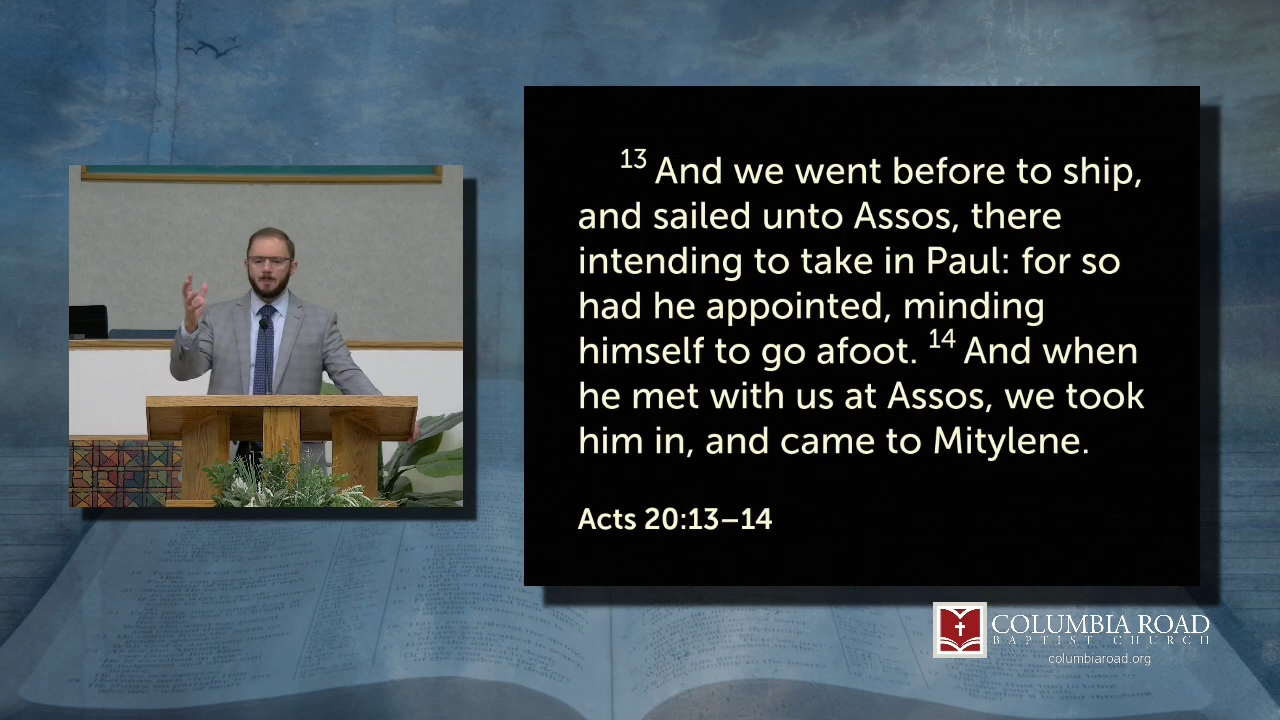 13 And we went before to ship,
and sailed unto Assos, there
intending to take in Paul: for so
had he appointed, minding
himself to go afoot. 14 And when
he met with us at Assos, we took
him in, and came to Mitylene.
Acts 20:13–14
COLUMBIA ROAD
BAPTIST CHURCH
columbiaroad.org